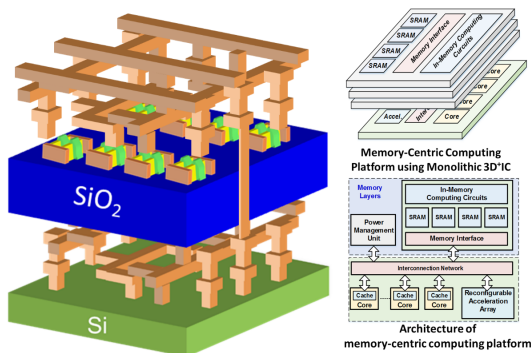 SiO2
Si
SRAM
SRAM
SRAM
SRAM
Memory Interface
In-Memory Computing
Curcuits
Core
Core
Core
Accel.
Core
Memory-Centric Computing
Platform using Monolithic 3D+IC
Memory
Layers
In-Memory
Computing Circuits
SRAM SRAM SRAM SRAM
Power
Management
Unit
Memory Interface
Interconnection Network
Cache Cache Cache
Core Core Core
Reconfigurable
Acceleration
Array
Architecture of
memory-centric computing platform